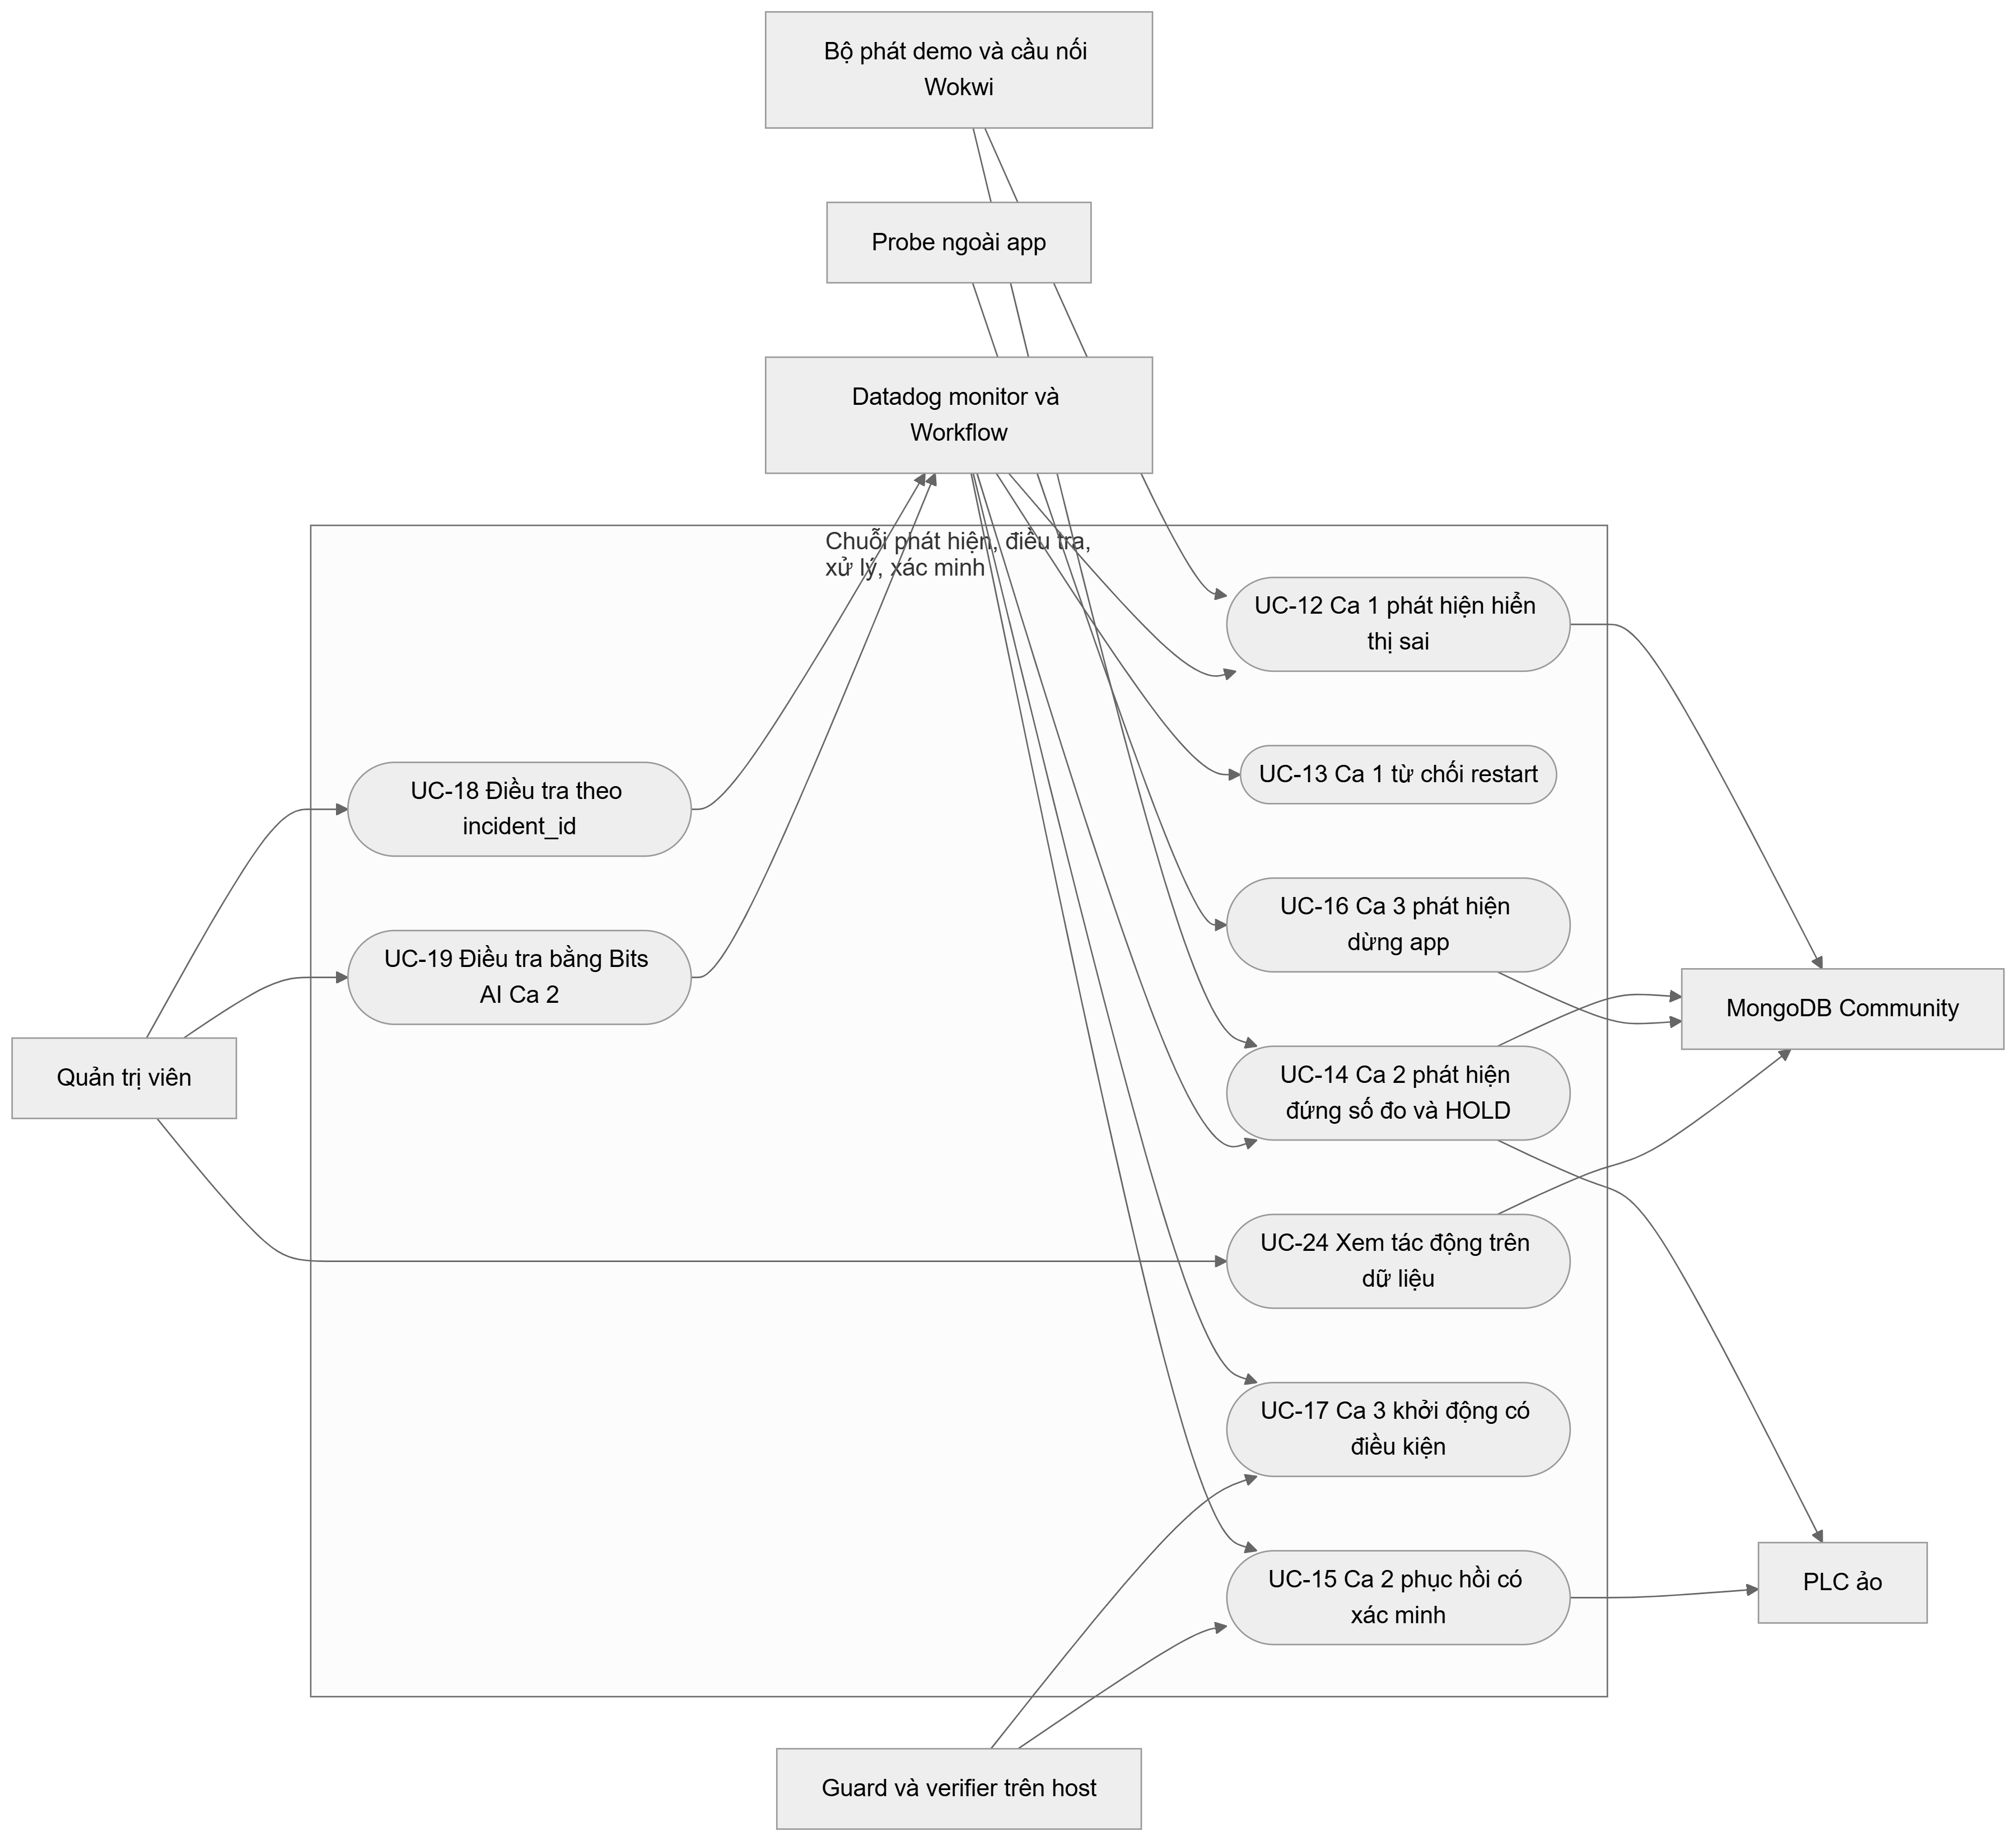 Bộ phát demo và cầu nối
Wokwi
Probe ngoài app
Datadog monitor và
Workflow
Chuỗi phát hiện, điều tra,
xử lý, xác minh
UC-12 Ca 1 phát hiện hiển
thị sai
UC-13 Ca 1 từ chối restart
UC-18 Điều tra theo
incident_id
UC-16 Ca 3 phát hiện
dừng app
UC-19 Điều tra bằng Bits
AI Ca 2
MongoDB Community
Quản trị viên
UC-14 Ca 2 phát hiện
đứng số đo và HOLD
UC-24 Xem tác động trên
dữ liệu
UC-17 Ca 3 khởi động có
điều kiện
UC-15 Ca 2 phục hồi có
xác minh
PLC ảo
Guard và verifier trên host